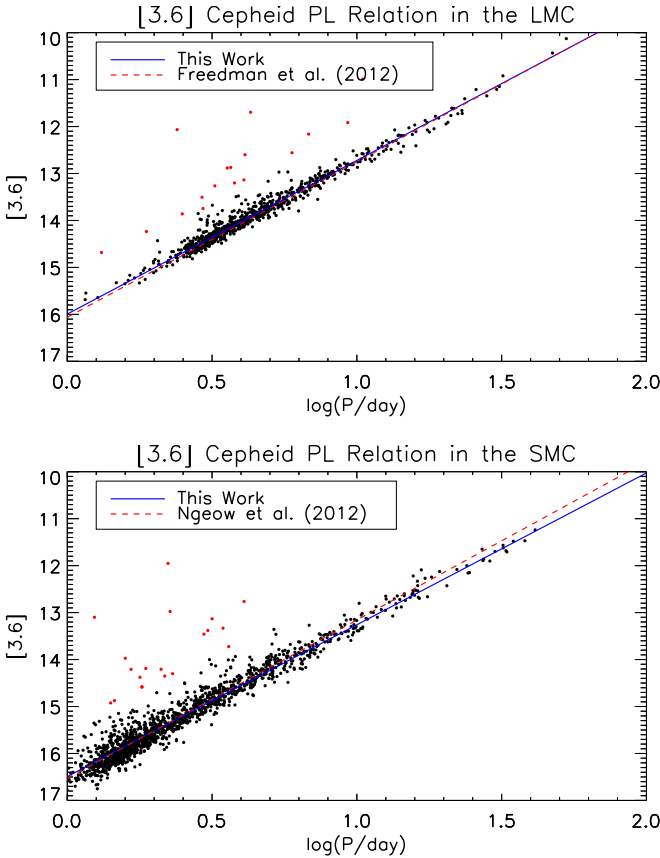 [3.6] Cepheid PL Relation in the LMC
This Work
Freedman et al. (2012)
10
11
12
13
14
15
16
17
[3.6]
0.0 0.5 1.0 1.5 2.0
log(P/day)
[3.6] Cepheid PL Relation in the SMC
This Work
Ngeow et al. (2012)
10
11
12
13
14
15
16
17
[3.6]
0.0 0.5 1.0 1.5 2.0
log(P/day)